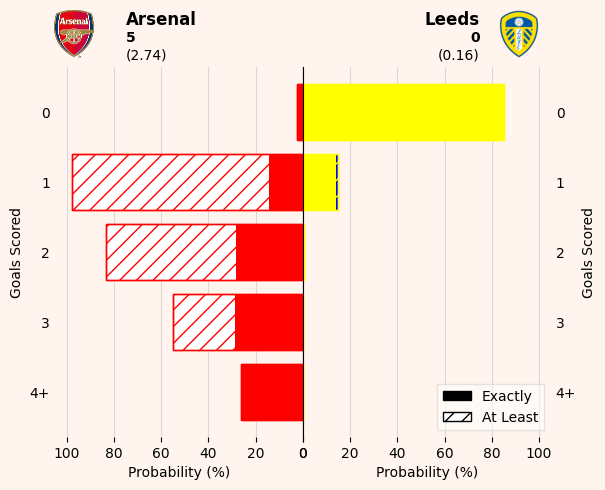 Arsenal
5
(2.74)
Leeds
0
(0.16)
Arsenal
Goals Scored
0
1
2
3
4+
0
1
2
3
4+
Goals Scored
Exactly
At Least
100 80 60 40 20 0 0 20 40 60 80 100
Probability (%) Probability (%)